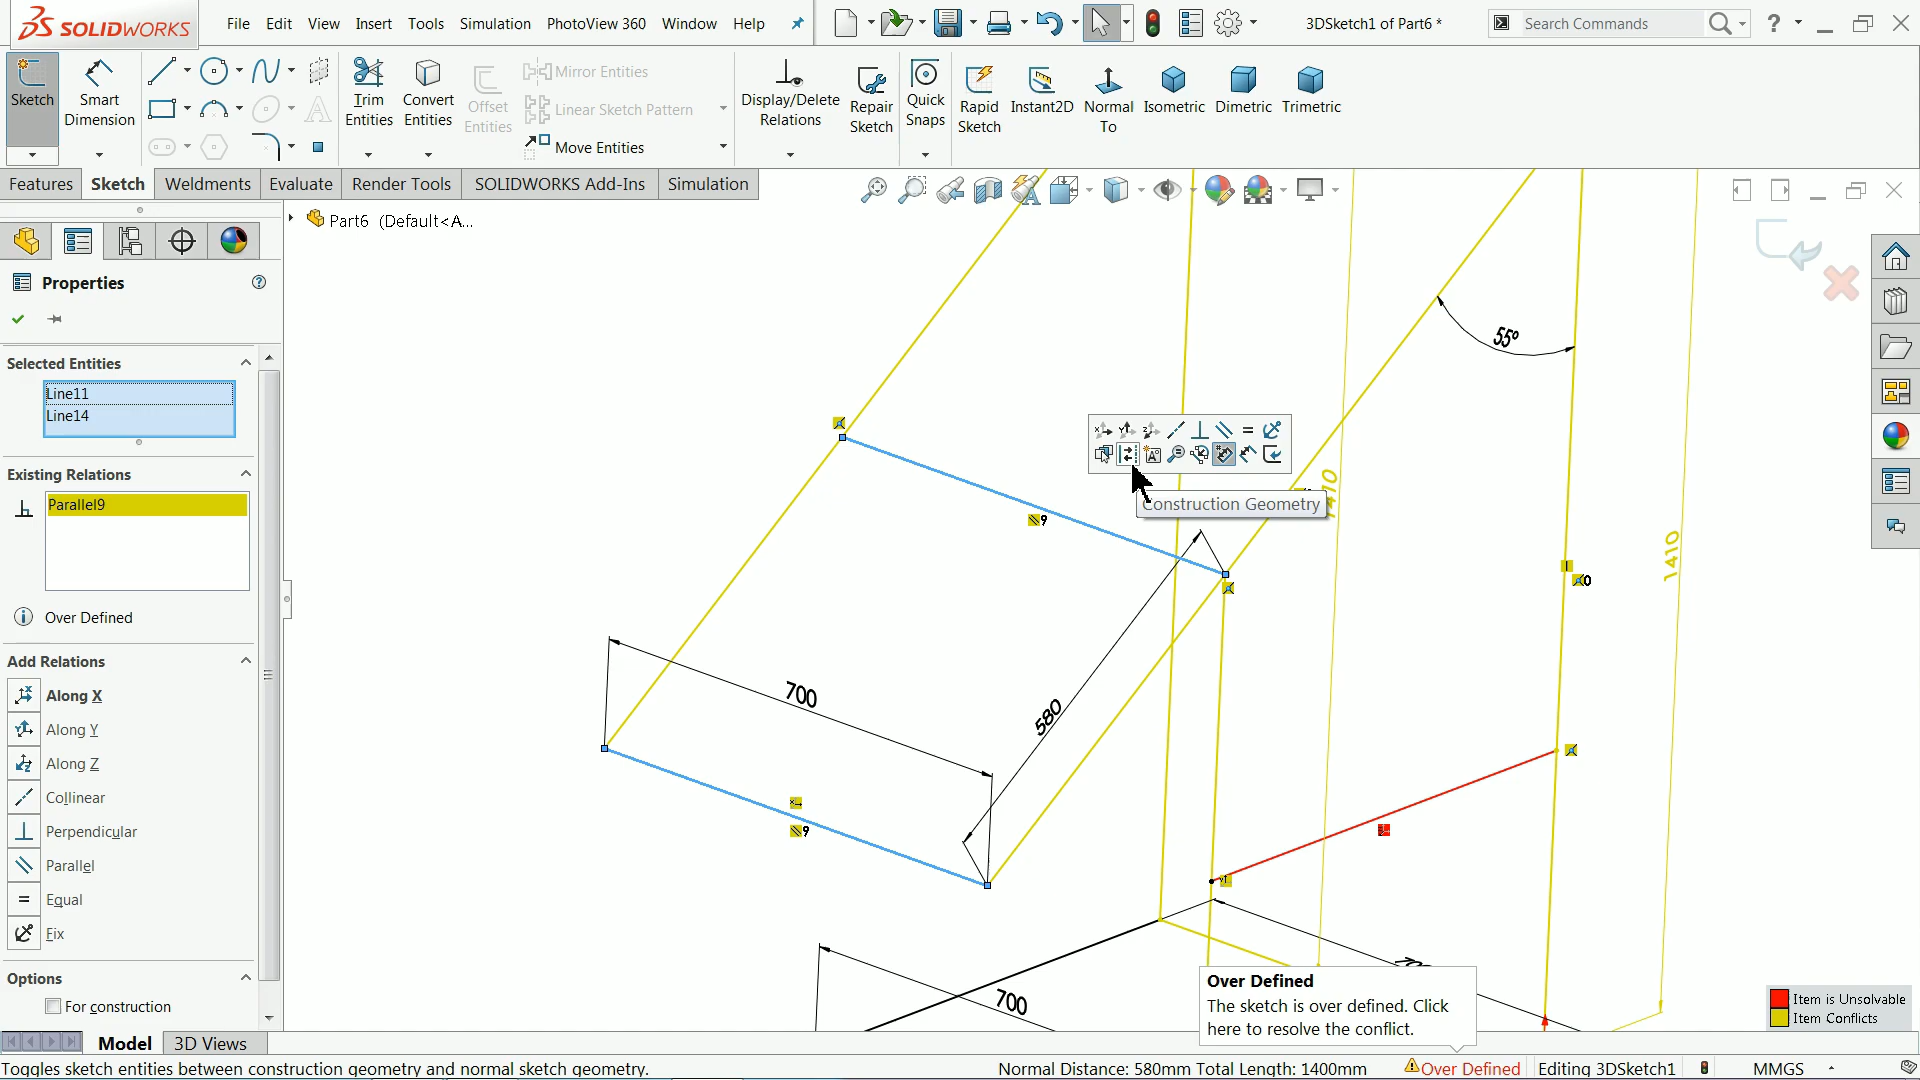 SOLIDWORKS File Edit View Insert Tools Simulation PhotoView 360 Window Help 3DSketch1 of Part6 * Search Commands ?
Sketch Smart Dimension Trim Entities Convert Entities Offset Entities Mirror Entities Linear Sketch Pattern Move Entities Display/Delete Relations Repair Sketch Quick Snaps Rapid Sketch Instant2D Normal To Isometric Dimetric Trimetric
Features Sketch Weldments Evaluate Render Tools SOLIDWORKS Add-Ins Simulation
Part6 (Default<A...
Properties
Selected Entities
Line11
Line14
Existing Relations
Parallel9
Over Defined
Add Relations
Along X
Along Y
Along Z
Collinear
Perpendicular
Parallel
Equal
Fix
Options
For construction
55º
Construction Geometry
1410
1410
9
0
700
580
9
700
Over Defined
The sketch is over defined. Click
here to resolve the conflict.
Item is Unsolvable
Item Conflicts
Model 3D Views
Toggles sketch entities between construction geometry and normal sketch geometry. Normal Distance: 580mm Total Length: 1400mm Over Defined Editing 3DSketch1 MMGS